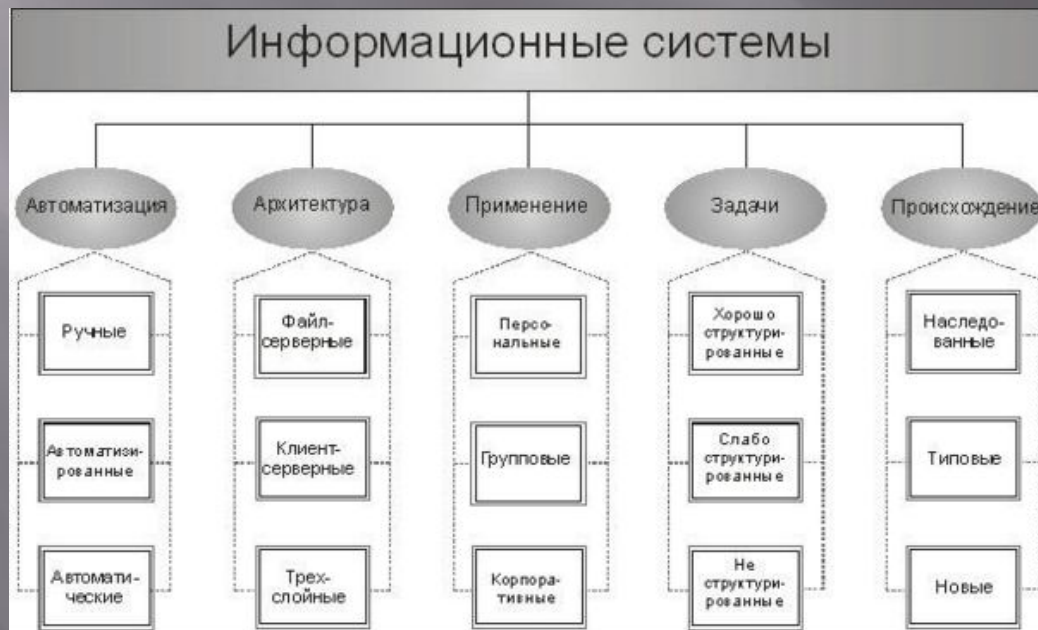 Информационные системы
Автоматизация
Архитектура
Применение
Задачи
Происхождение
Ручные
Файл-
серверные
Персо-
нальные
Хорошо
структури-
рованные
Наследо-
ванные
Автоматизи-
рованные
Клиент-
серверные
Групповые
Слабо
структури-
рованные
Типовые
Автомати-
ческие
Трех-
слойные
Корпора-
тивные
Не
структури-
рованные
Новые